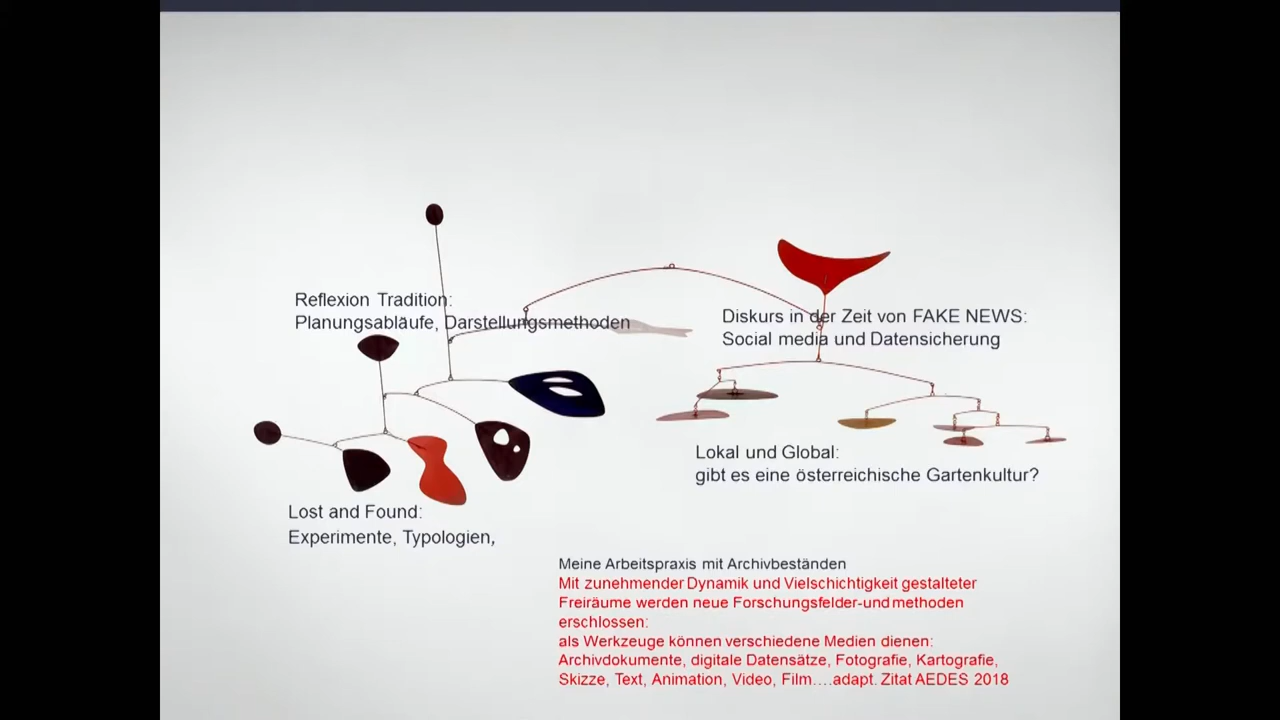 Reflexion Tradition:
Planungsabläufe, Darstellungsmethoden
Diskurs in der Zeit von FAKE NEWS:
Social media und Datensicherung
Lokal und Global:
gibt es eine österreichische Gartenkultur?
Lost and Found:
Experimente, Typologien,
Meine Arbeitspraxis mit Archivbeständen
Mit zunehmender Dynamik und Vielschichtigkeit gestalteter
Freiräume werden neue Forschungsfelder-und methoden
erschlossen:
als Werkzeuge können verschiedene Medien dienen:
Archivdokumente, digitale Datensätze, Fotografie, Kartografie,
Skizze, Text, Animation, Video, Film....adapt. Zitat AEDES 2018